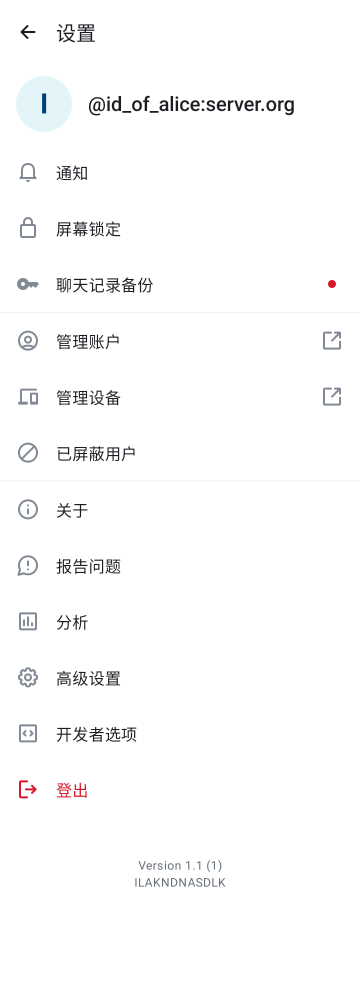 设置
I
@id_of_alice:server.org
通知
屏幕锁定
聊天记录备份
管理账户
管理设备
已屏蔽用户
关于
报告问题
分析
高级设置
开发者选项
登出
Version 1.1 (1)
ILAKNDNASDLK